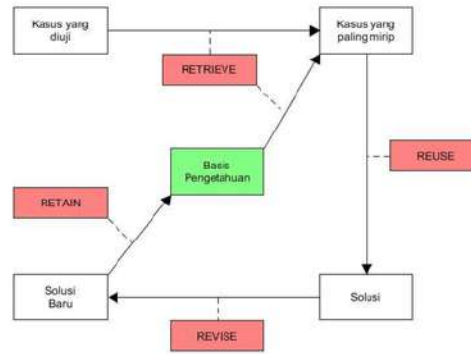 Kasus yang
diuji
Kasus yang
paling mirip
RETRIEVE
Basis
Pengetahuan
REUSE
RETAIN
Solusi
Baru
Solusi
REVISE